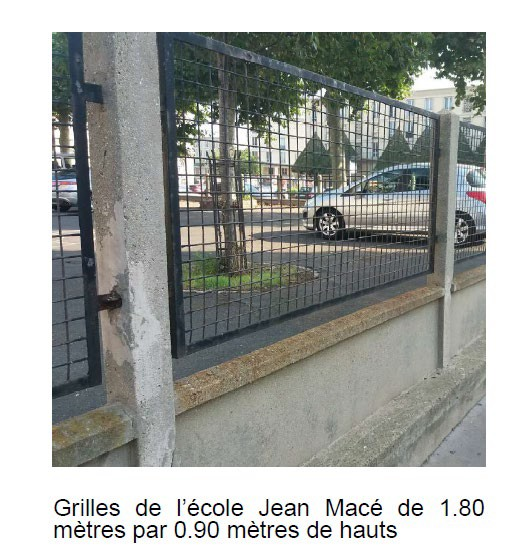 Grilles de l’école Jean Macé de 1.80
mètres par 0.90 mètres de hauts